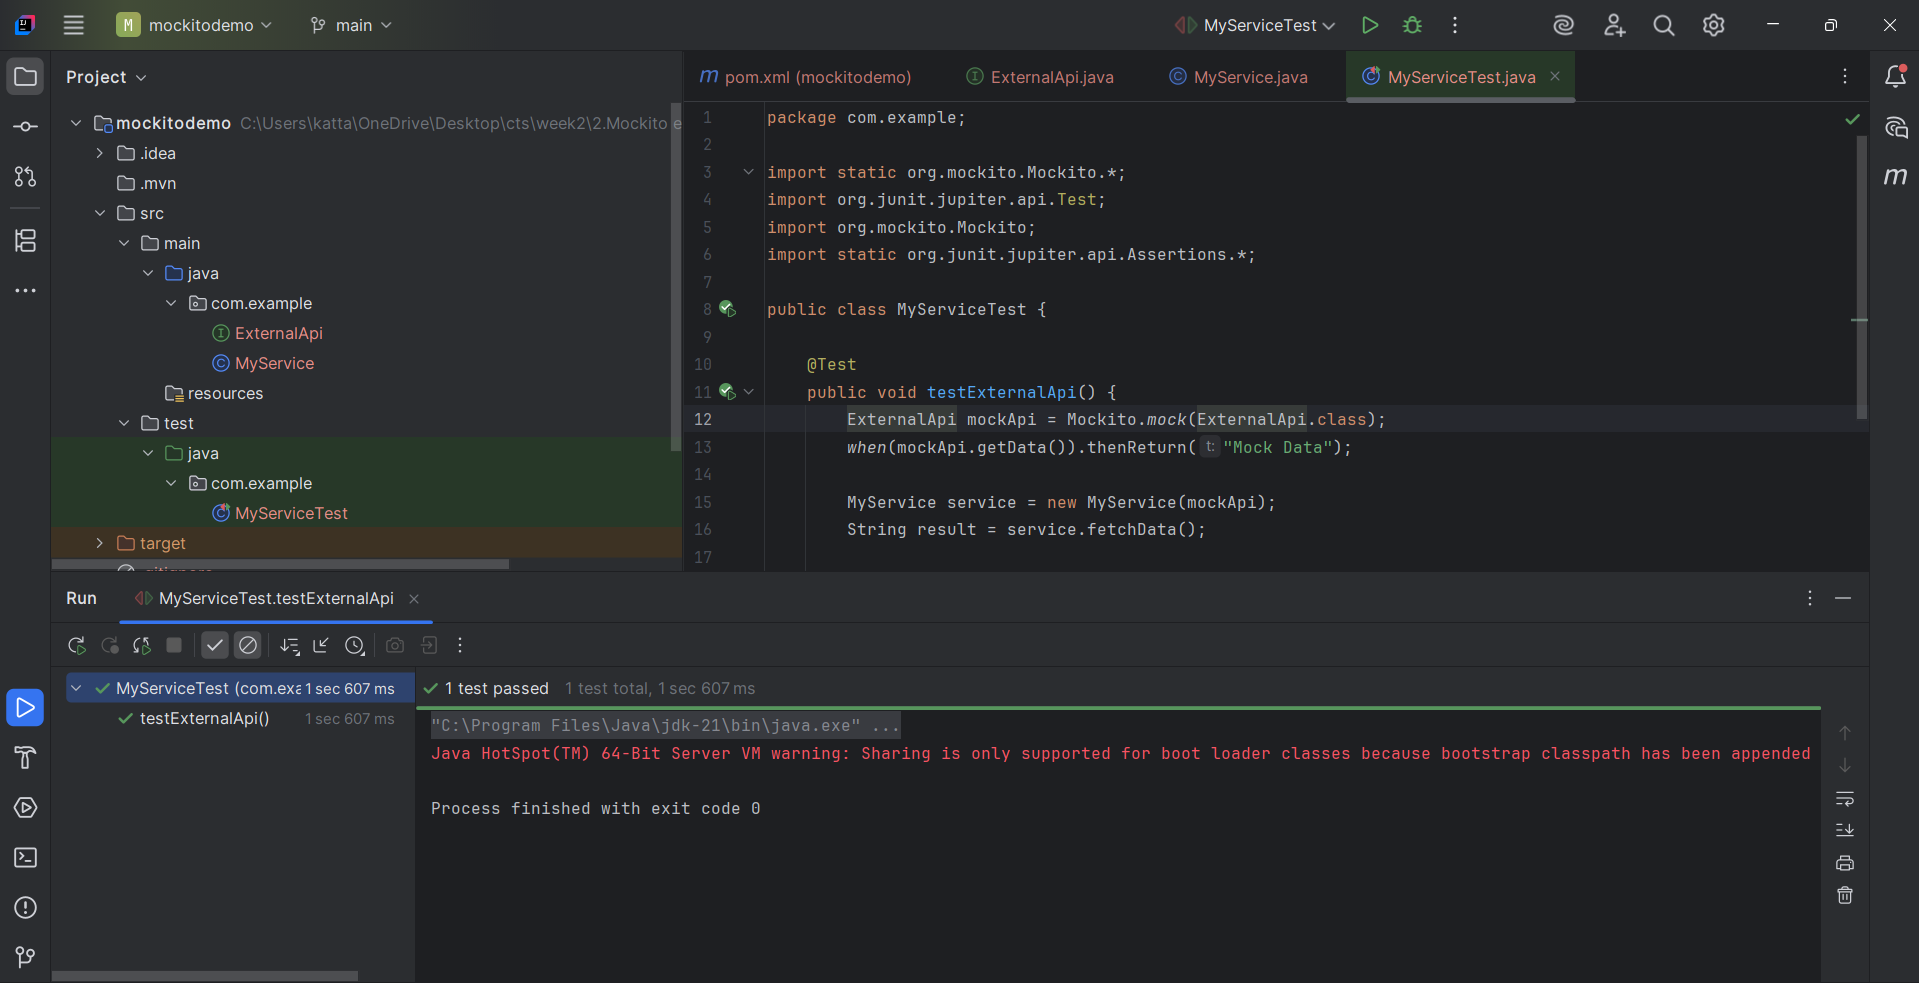 M mockitodemo
main
MyServiceTest
Project
m pom.xml (mockitodemo)
ExternalApi.java
MyService.java
MyServiceTest.java
mockitodemo C:\Users\katta\OneDrive\Desktop\cts\week2\2.Mockito e
.idea
.mvn
src
main
java
com.example
ExternalApi
MyService
resources
test
java
com.example
MyServiceTest
target
.gitignore
1 package com.example;
2
3 import static org.mockito.Mockito.*;
4 import org.junit.jupiter.api.Test;
5 import org.mockito.Mockito;
6 import static org.junit.jupiter.api.Assertions.*;
7
8 public class MyServiceTest {
9
10 @Test
11 public void testExternalApi() {
12 ExternalApi mockApi = Mockito.mock(ExternalApi.class);
13 when(mockApi.getData()).thenReturn( t: "Mock Data");
14
15 MyService service = new MyService(mockApi);
16 String result = service.fetchData();
17
m
Run
MyServiceTest.testExternalApi
MyServiceTest (com.exa 1 sec 607 ms
testExternalApi() 1 sec 607 ms
1 test passed 1 test total, 1 sec 607 ms
"C:\Program Files\Java\jdk-21\bin\java.exe" ...
Java HotSpot(TM) 64-Bit Server VM warning: Sharing is only supported for boot loader classes because bootstrap classpath has been appended
Process finished with exit code 0